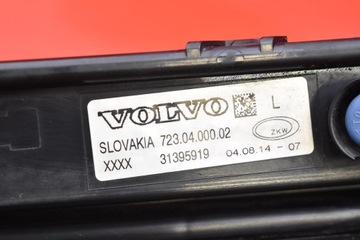 VOLVO L
SLOVAKIA 723.04.000.02 ZKW
XXXX 31395919 04.08.14 - 07